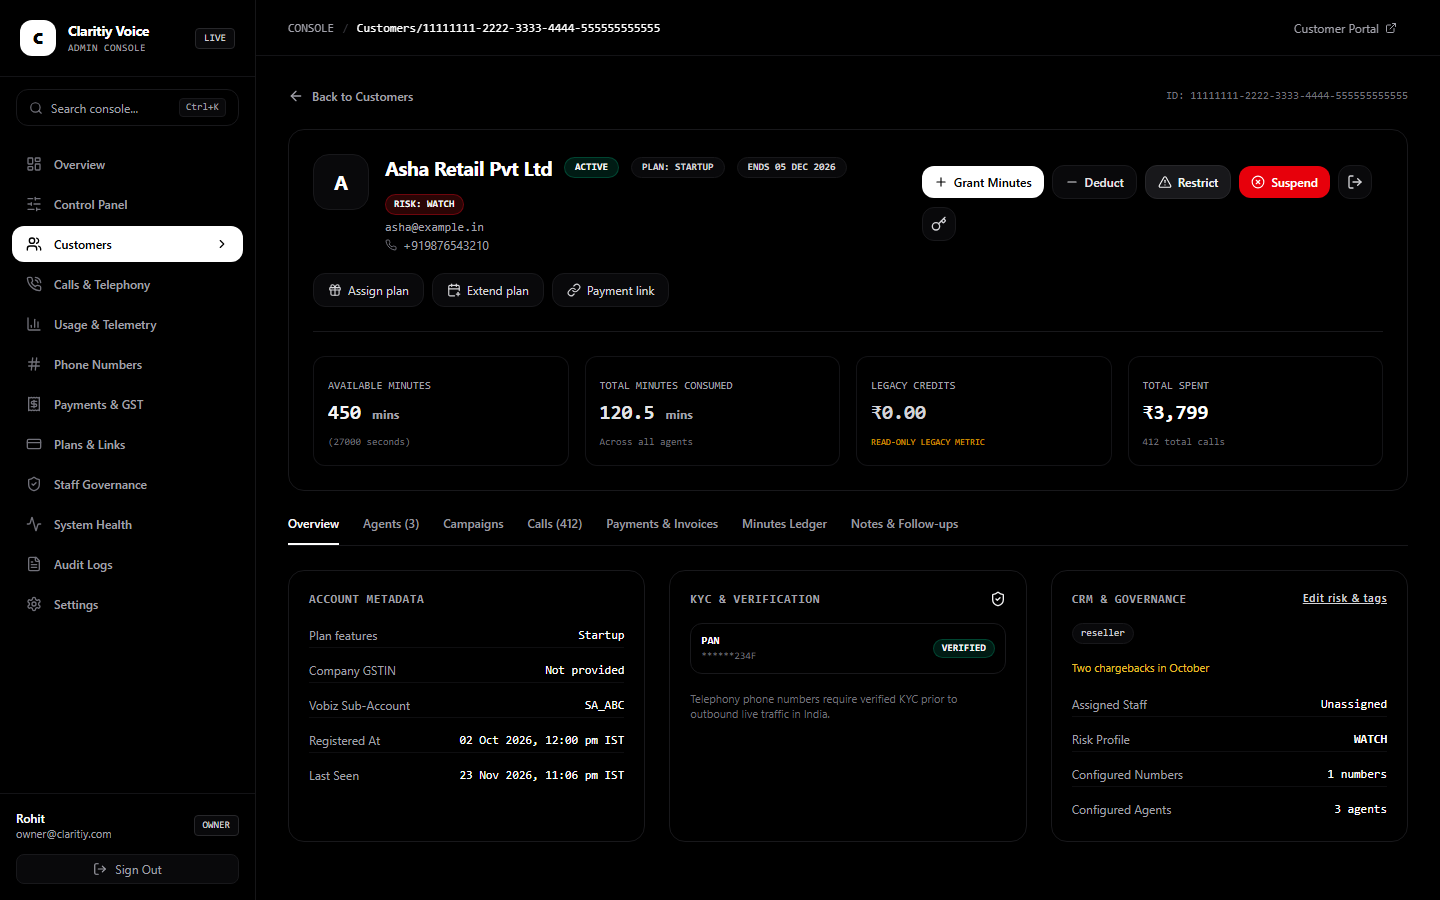 C
Claritiy Voice
ADMIN CONSOLE
LIVE
Search console...
Ctrl+K
Overview
Control Panel
Customers
Calls & Telephony
Usage & Telemetry
Phone Numbers
Payments & GST
Plans & Links
Staff Governance
System Health
Audit Logs
Settings
Rohit
owner@claritiy.com
OWNER
Sign Out
CONSOLE / Customers/11111111-2222-3333-4444-555555555555
Customer Portal
Back to Customers
ID: 11111111-2222-3333-4444-555555555555
A
Asha Retail Pvt Ltd
ACTIVE
PLAN: STARTUP
ENDS 05 DEC 2026
RISK: WATCH
asha@example.in
+919876543210
Grant Minutes
Deduct
Restrict
Suspend
Assign plan
Extend plan
Payment link
AVAILABLE MINUTES
450 mins
(27000 seconds)
TOTAL MINUTES CONSUMED
120.5 mins
Across all agents
LEGACY CREDITS
₹0.00
READ-ONLY LEGACY METRIC
TOTAL SPENT
₹3,799
412 total calls
Overview
Agents (3)
Campaigns
Calls (412)
Payments & Invoices
Minutes Ledger
Notes & Follow-ups
ACCOUNT METADATA
Plan features Startup
Company GSTIN Not provided
Vobiz Sub-Account SA_ABC
Registered At 02 Oct 2026, 12:00 pm IST
Last Seen 23 Nov 2026, 11:06 pm IST
KYC & VERIFICATION
PAN
******234F
VERIFIED
Telephony phone numbers require verified KYC prior to
outbound live traffic in India.
CRM & GOVERNANCE
Edit risk & tags
reseller
Two chargebacks in October
Assigned Staff Unassigned
Risk Profile WATCH
Configured Numbers 1 numbers
Configured Agents 3 agents